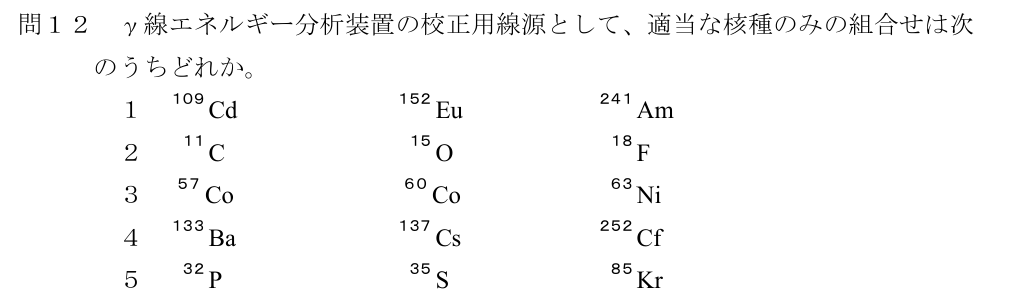 問１２　γ線エネルギー分析装置の校正用線源として、適当な核種のみの組合せは次
のうちどれか。
１　¹⁰⁹Cd　¹⁵²Eu　²⁴¹Am
２　¹¹C　¹⁵O　¹⁸F
３　⁵⁷Co　⁶⁰Co　⁶³Ni
４　¹³³Ba　¹³⁷Cs　²⁵²Cf
５　³²P　³⁵S　⁸⁵Kr